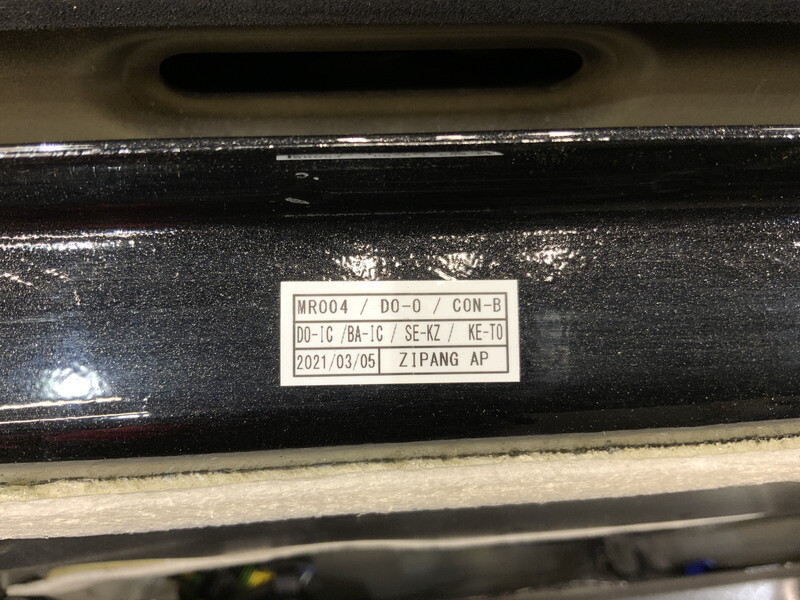 MR004 / DO-O / CON-B
DO-IC /BA-IC / SE-KZ / KE-TO
2021/03/05 ZIPANG AP